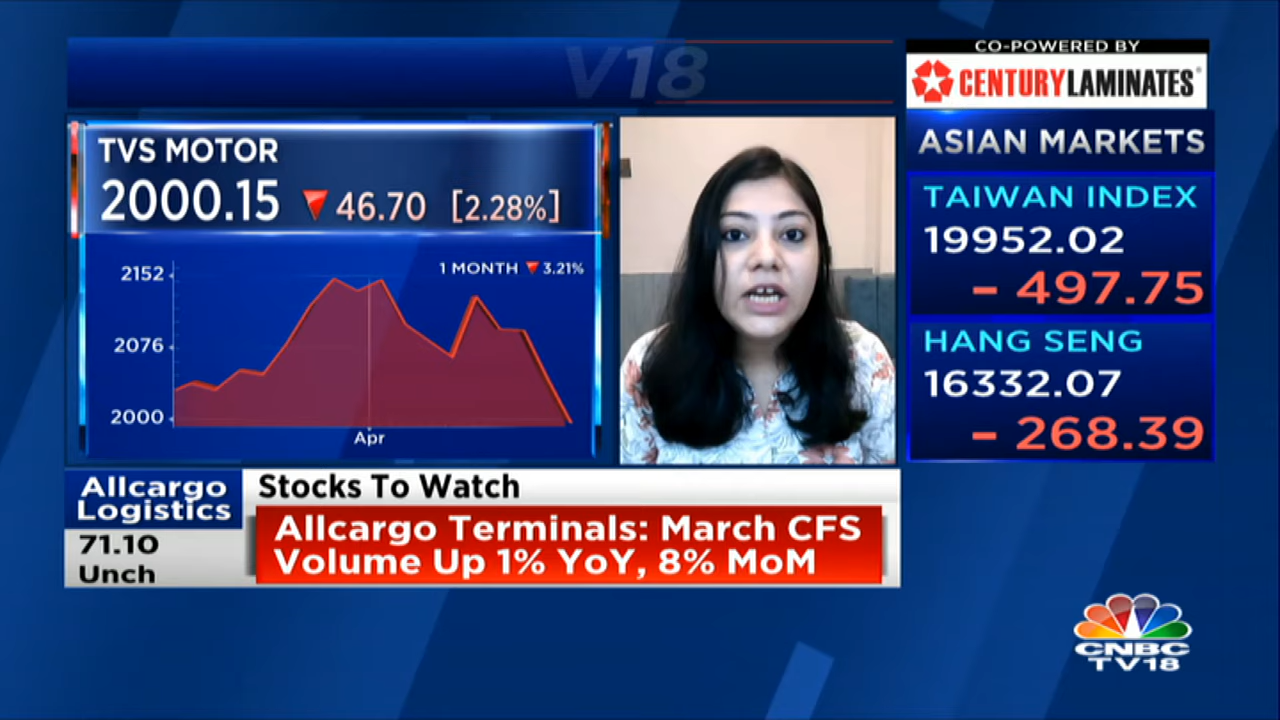 V18
CO-POWERED BY
CENTURYLAMINATES
TVS MOTOR
2000.15 ▼ 46.70 [2.28%]
1 MONTH ▼ 3.21%
2152
2076
2000
Apr
ASIAN MARKETS
TAIWAN INDEX
19952.02
- 497.75
HANG SENG
16332.07
- 268.39
Allcargo
Logistics
71.10
Unch
Stocks To Watch
Allcargo Terminals: March CFS
Volume Up 1% YoY, 8% MoM
CNBC
TV18